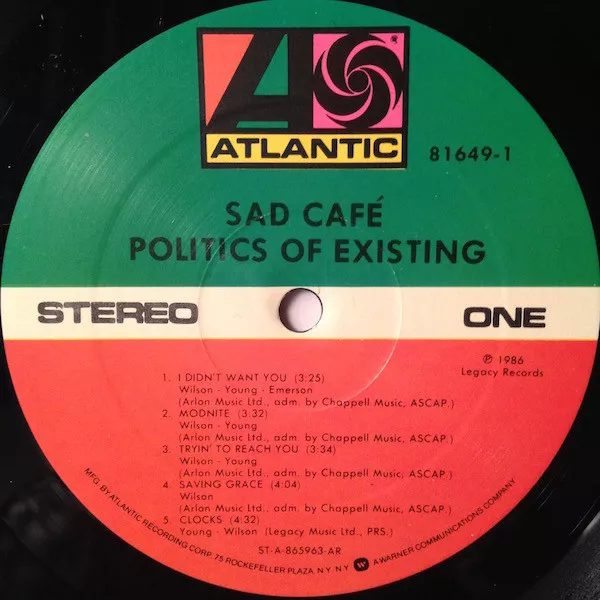 ATLANTIC
81649-1
SAD CAFÉ
POLITICS OF EXISTING
STEREO
ONE
℗ 1986
Legacy Records
1. I DIDN'T WANT YOU (3:25)
Wilson - Young - Emerson
(Arlon Music Ltd., adm. by Chappell Music, ASCAP.)
2. MODNITE (3:32)
Wilson - Young
(Arlon Music Ltd., adm. by Chappell Music, ASCAP.)
3. TRYIN' TO REACH YOU (3:34)
Wilson - Young
(Arlon Music Ltd., adm. by Chappell Music, ASCAP.)
4. SAVING GRACE (4:04)
Wilson
(Arlon Music Ltd., adm. by Chappell Music, ASCAP.)
5. CLOCKS (4:32)
Young - Wilson (Legacy Music Ltd., PRS.)
ST-A-865963-AR
MFG. BY ATLANTIC RECORDING CORP. 75 ROCKEFELLER PLAZA, N.Y. N.Y. A WARNER COMMUNICATIONS COMPANY